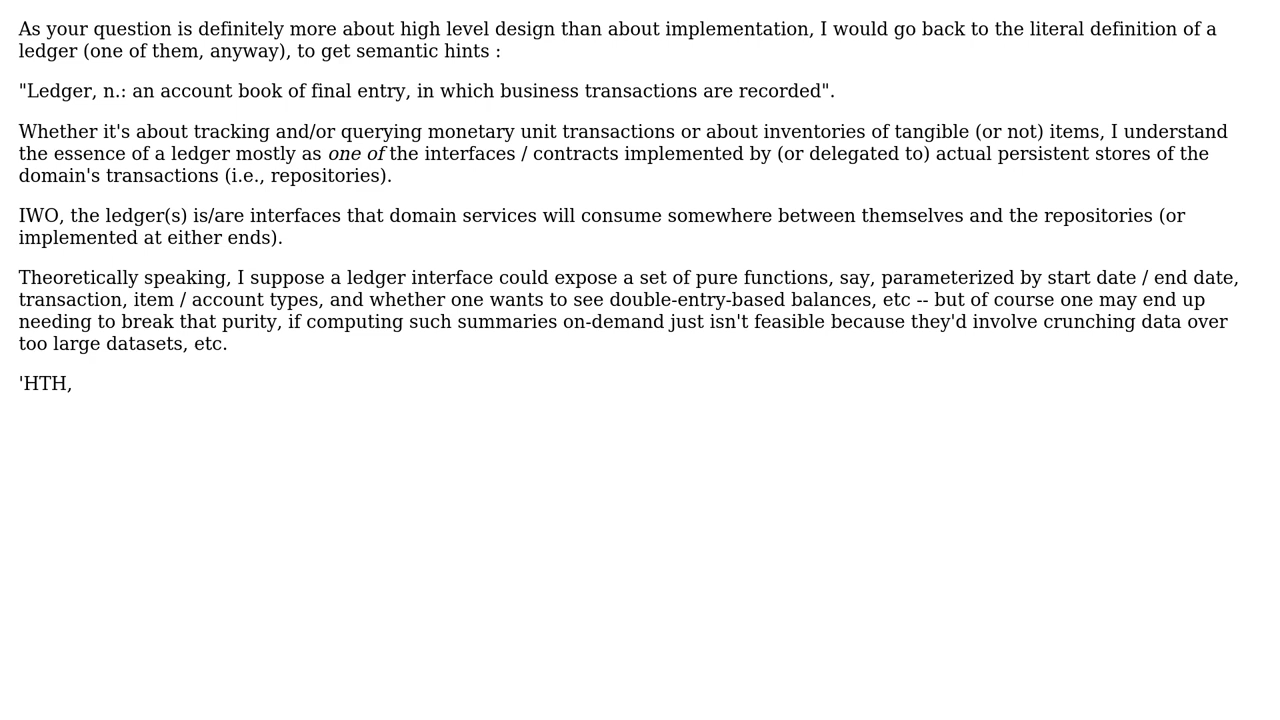 As your question is definitely more about high level design than about implementation, I would go back to the literal definition of a
ledger (one of them, anyway), to get semantic hints :
"Ledger, n.: an account book of final entry, in which business transactions are recorded".
Whether it's about tracking and/or querying monetary unit transactions or about inventories of tangible (or not) items, I understand
the essence of a ledger mostly as one of the interfaces / contracts implemented by (or delegated to) actual persistent stores of the
domain's transactions (i.e., repositories).
IWO, the ledger(s) is/are interfaces that domain services will consume somewhere between themselves and the repositories (or
implemented at either ends).
Theoretically speaking, I suppose a ledger interface could expose a set of pure functions, say, parameterized by start date / end date,
transaction, item / account types, and whether one wants to see double-entry-based balances, etc -- but of course one may end up
needing to break that purity, if computing such summaries on-demand just isn't feasible because they'd involve crunching data over
too large datasets, etc.
'HTH,